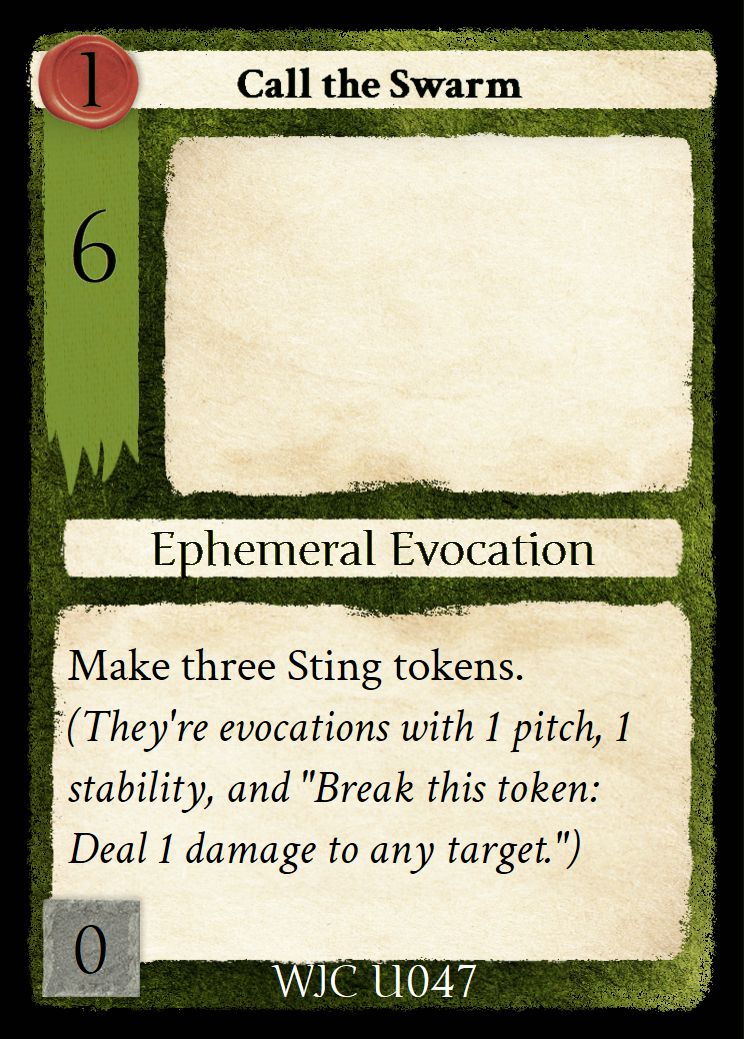 1
Call the Swarm
6
Ephemeral Evocation
Make three Sting tokens.
(They're evocations with 1 pitch, 1
stability, and "Break this token:
Deal 1 damage to any target.")
0
WJC U047